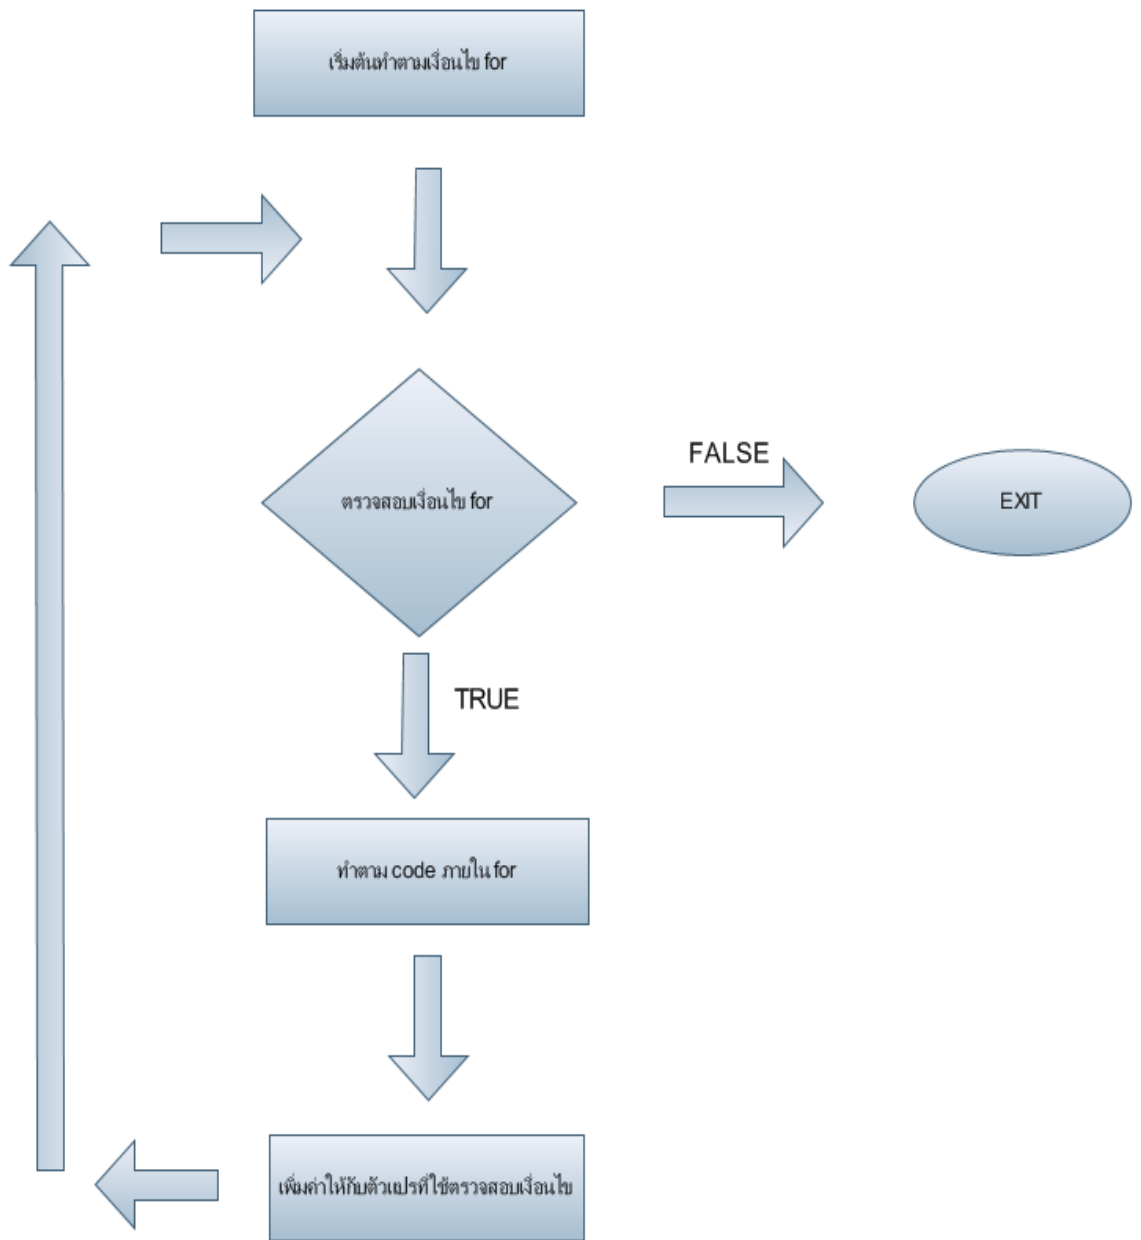 เริ่มต้นทำตามเงื่อนไข for
ตรวจสอบเงื่อนไข for
FALSE
EXIT
TRUE
ทำตาม code ภายใน for
เพิ่มค่าให้กับตัวแปรที่ใช้ตรวจสอบเงื่อนไข